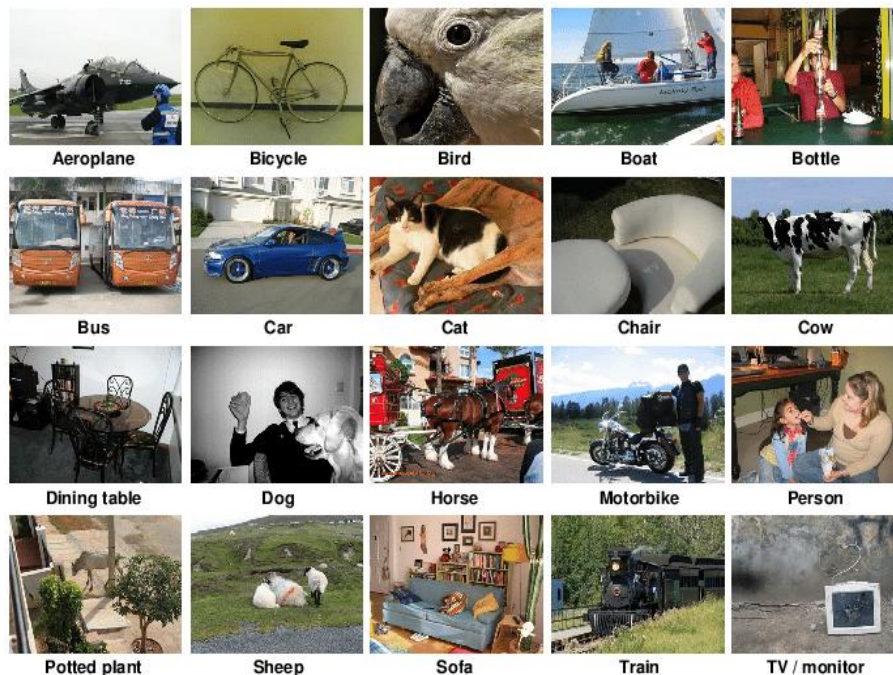 Aeroplane
Bicycle
Bird
Boat
Bottle
Bus
Car
Cat
Chair
Cow
Dining table
Dog
Horse
Motorbike
Person
Potted plant
Sheep
Sofa
Train
TV / monitor